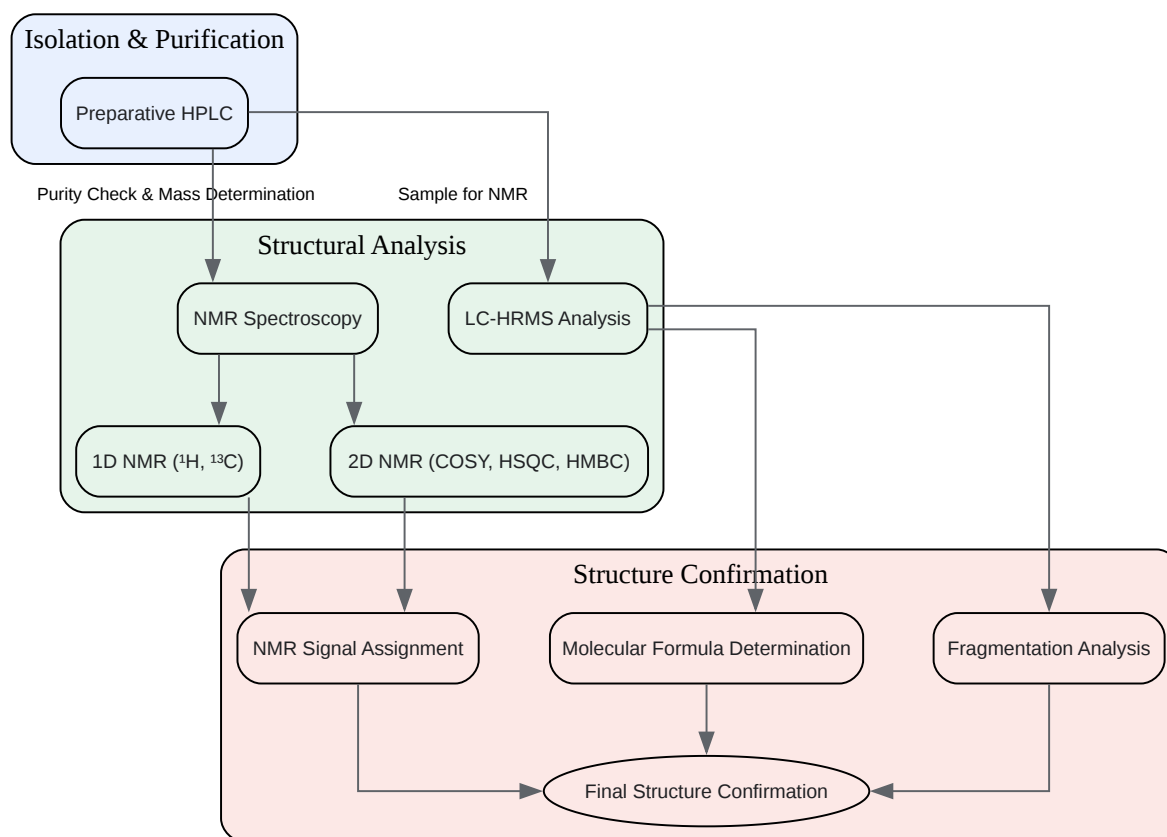 Isolation & Purification
Preparative HPLC
Purity Check & Mass Determination
Sample for NMR
Structural Analysis
NMR Spectroscopy
LC-HRMS Analysis
1D NMR (¹H, ¹³C)
2D NMR (COSY, HSQC, HMBC)
Structure Confirmation
NMR Signal Assignment
Molecular Formula Determination
Fragmentation Analysis
Final Structure Confirmation